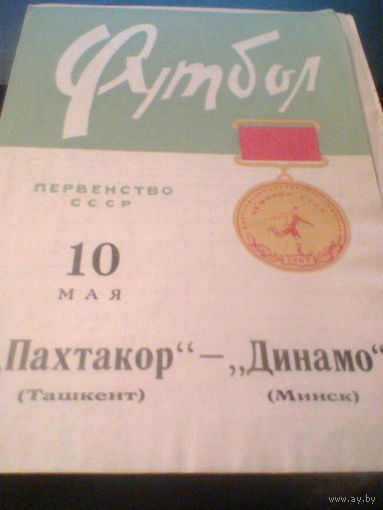 Футбол
ПЕРВЕНСТВО
СССР
10
МАЯ
„Пахтакор“ – „Динамо“
(Ташкент) (Минск)
www.ay.by